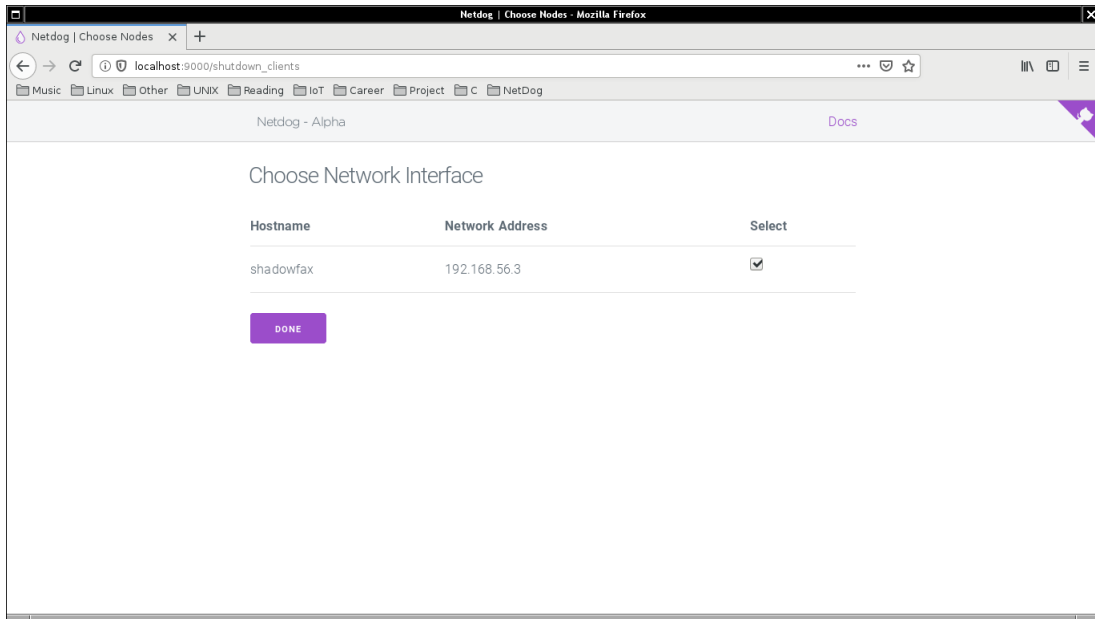 Netdog | Choose Nodes - Mozilla Firefox
Netdog | Choose Nodes
localhost:9000/shutdown_clients
Music Linux Other UNIX Reading IoT Career Project C NetDog
Netdog - Alpha Docs
Choose Network Interface
Hostname Network Address Select
shadowfax 192.168.56.3
DONE